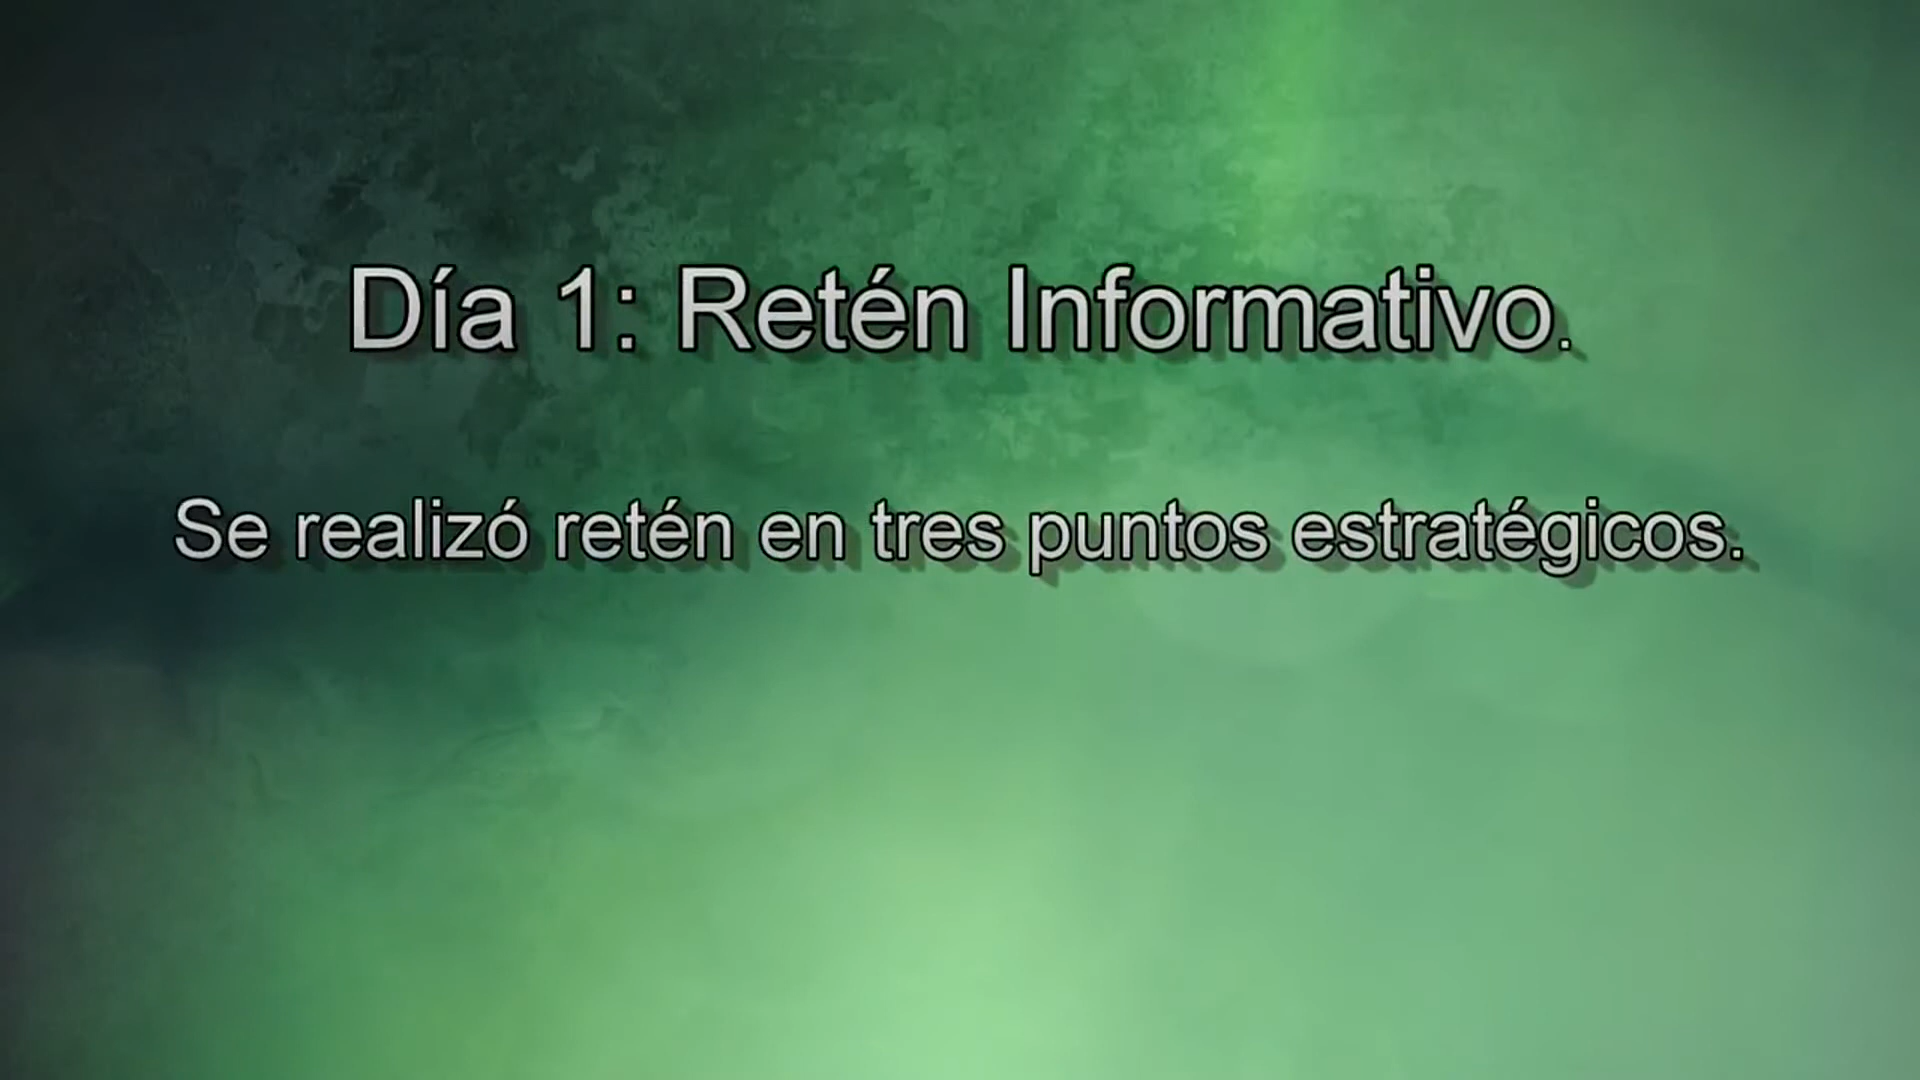 Día 1: Retén Informativo.
Se realizó retén en tres puntos estratégicos.